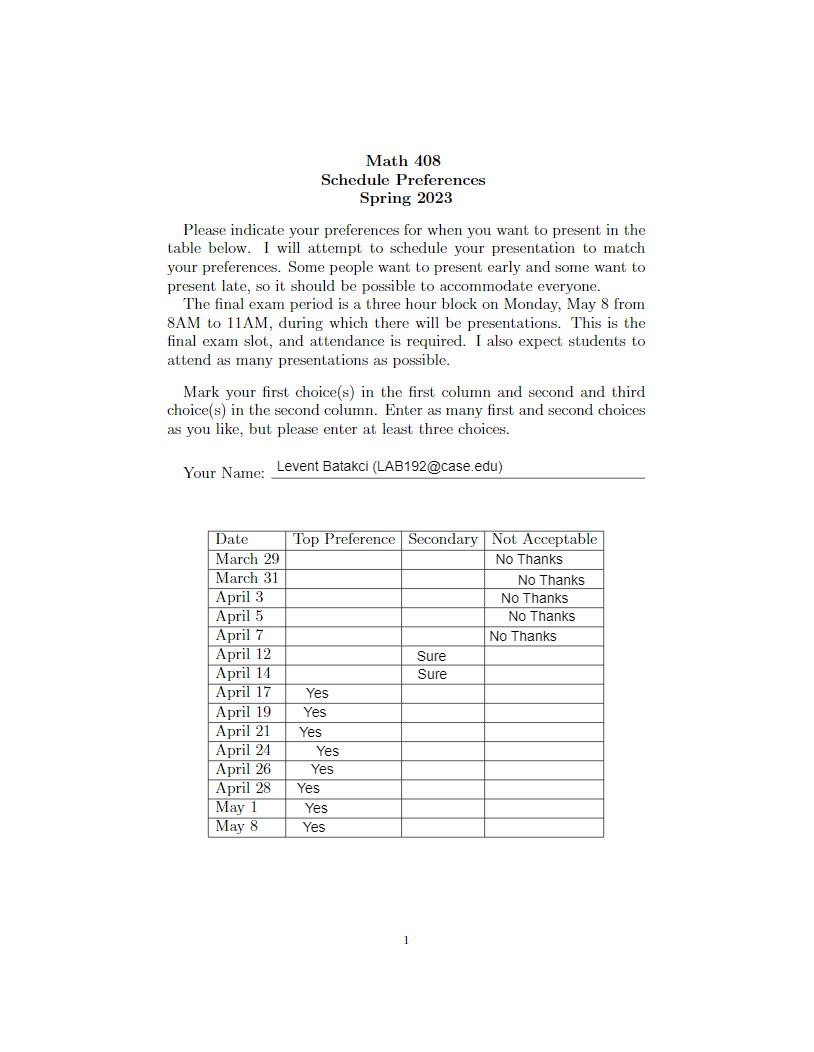 Math 408
Schedule Preferences
Spring 2023
Please indicate your preferences for when you want to present in the
table below. I will attempt to schedule your presentation to match
your preferences. Some people want to present early and some want to
present late, so it should be possible to accommodate everyone.
The final exam period is a three hour block on Monday, May 8 from
8AM to 11AM, during which there will be presentations. This is the
final exam slot, and attendance is required. I also expect students to
attend as many presentations as possible.
Mark your first choice(s) in the first column and second and third
choice(s) in the second column. Enter as many first and second choices
as you like, but please enter at least three choices.
Your Name: Levent Batakci (LAB192@case.edu)
Date Top Preference Secondary Not Acceptable
March 29 No Thanks
March 31 No Thanks
April 3 No Thanks
April 5 No Thanks
April 7 No Thanks
April 12 Sure
April 14 Sure
April 17 Yes
April 19 Yes
April 21 Yes
April 24 Yes
April 26 Yes
April 28 Yes
May 1 Yes
May 8 Yes
1